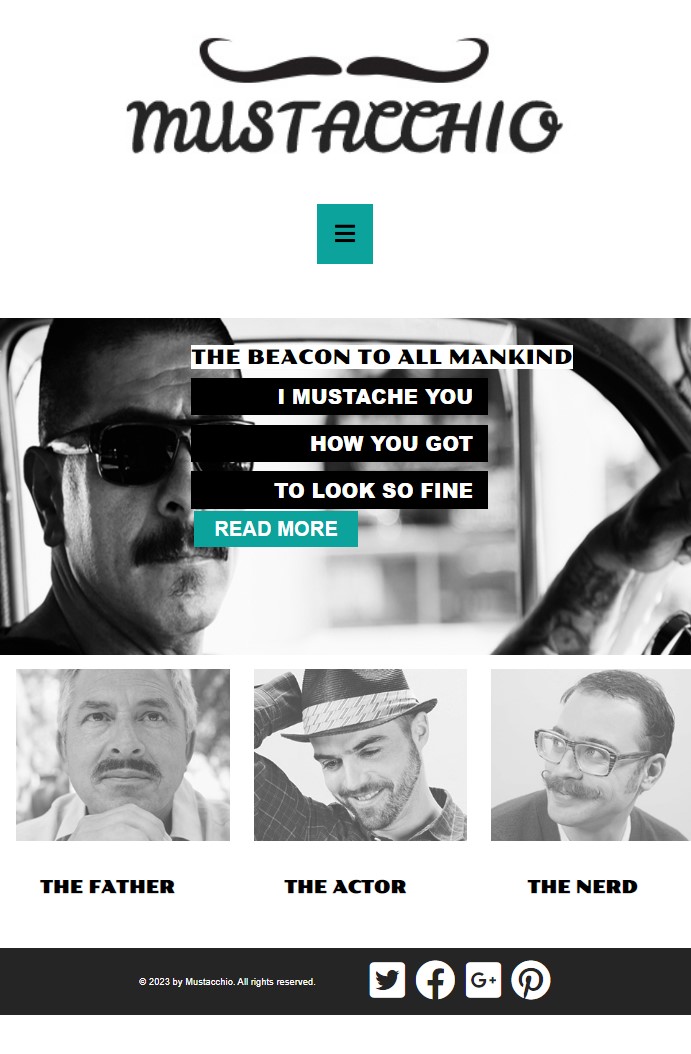 MUSTACCHIO
THE BEACON TO ALL MANKIND
I MUSTACHE YOU
HOW YOU GOT
TO LOOK SO FINE
READ MORE
THE FATHER
THE ACTOR
THE NERD
© 2023 by Mustacchio. All rights reserved.
G+